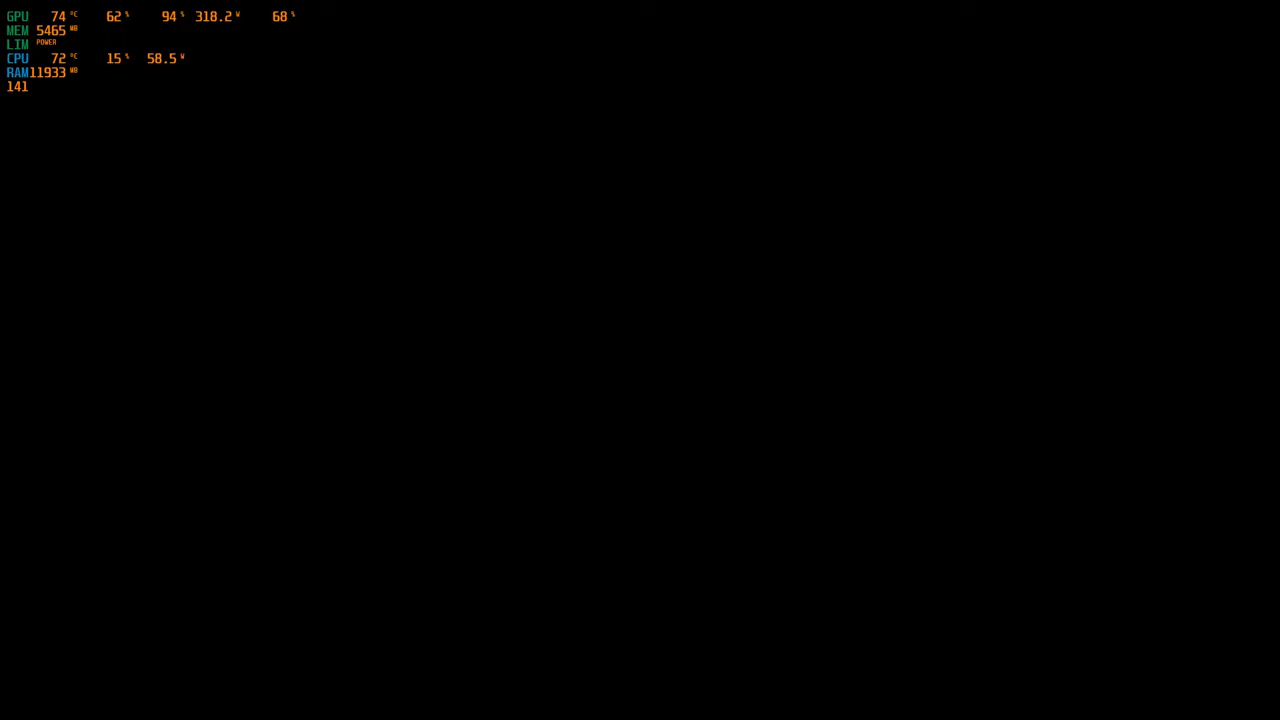 GPU 74 °C 62 % 94 % 318.2 W 68 %
MEM 5465 MB
LIM POWER
CPU 72 °C 15 % 58.5 W
RAM 11933 MB
141